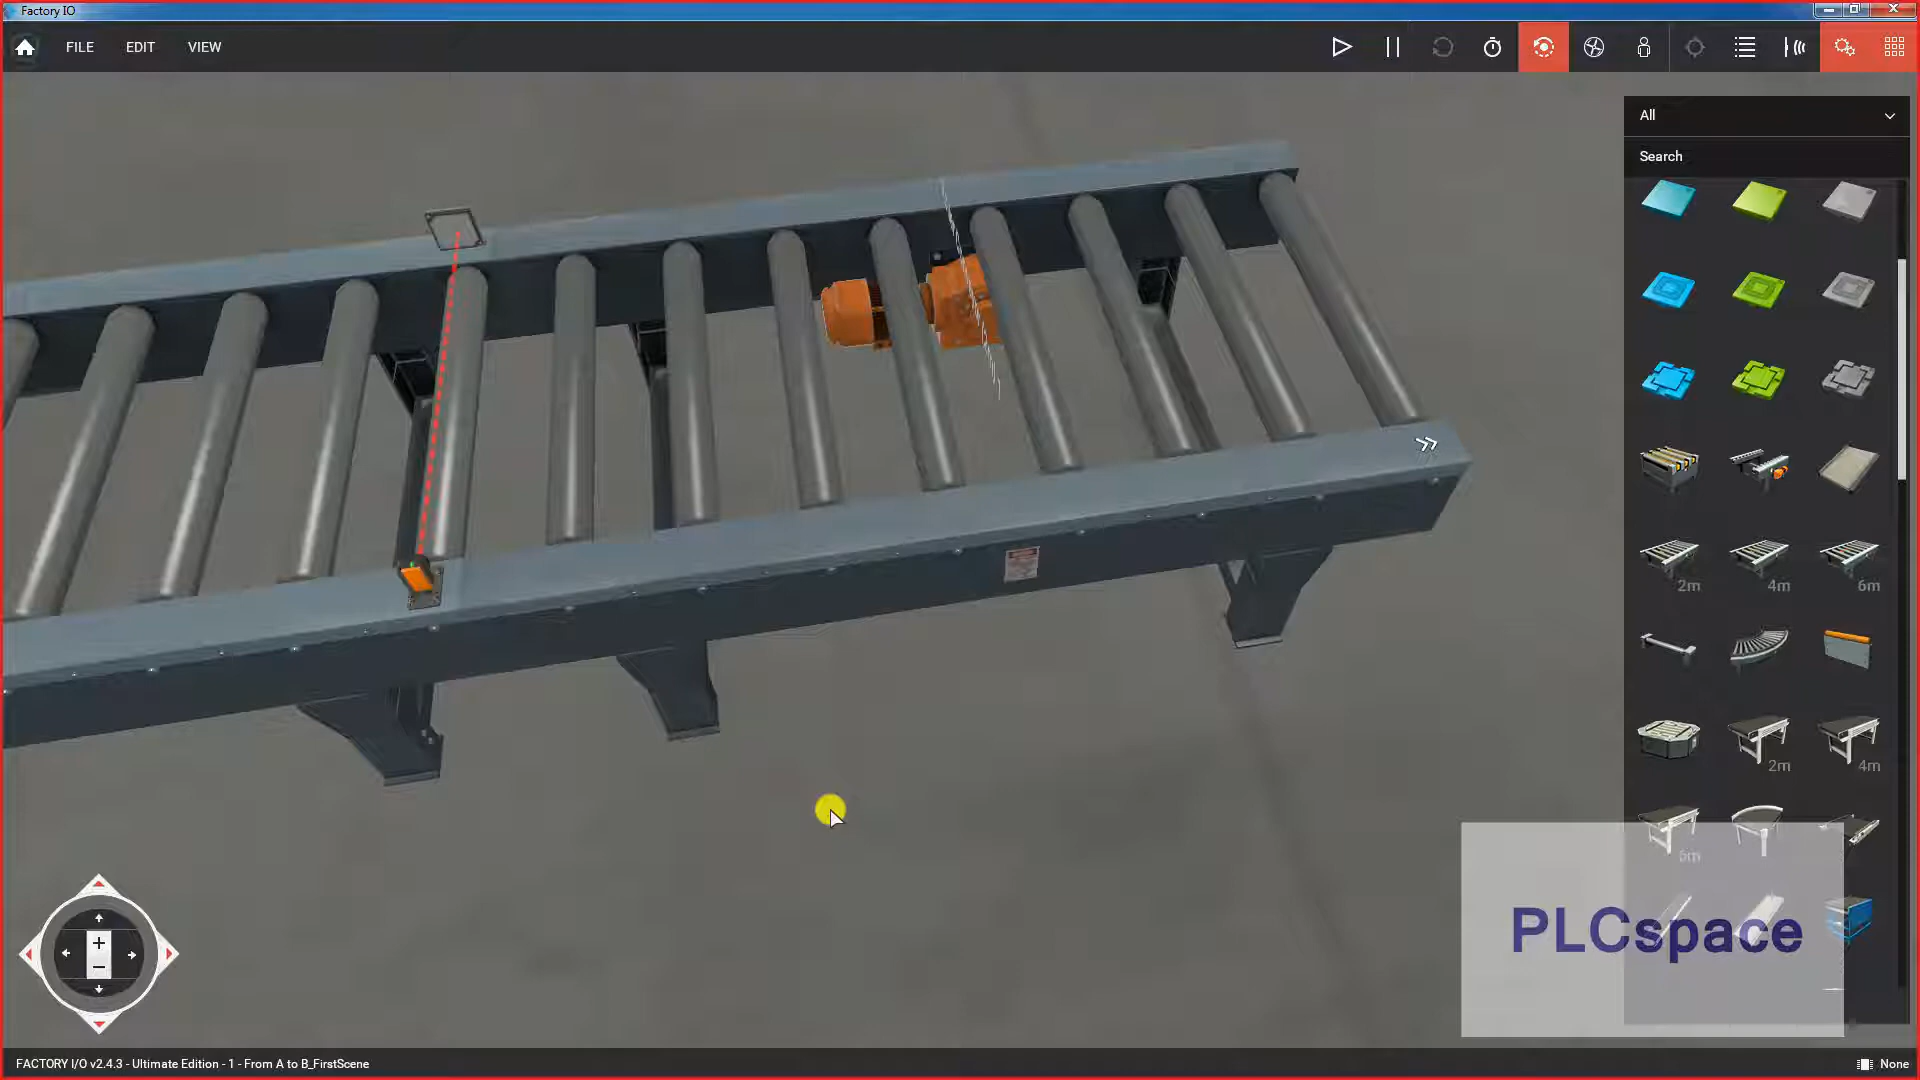 Factory IO
FILE EDIT VIEW
All
Search
2m 4m 6m
2m 4m
6m
PLCspace
FACTORY I/O v2.4.3 - Ultimate Edition - 1 - From A to B_FirstScene
None